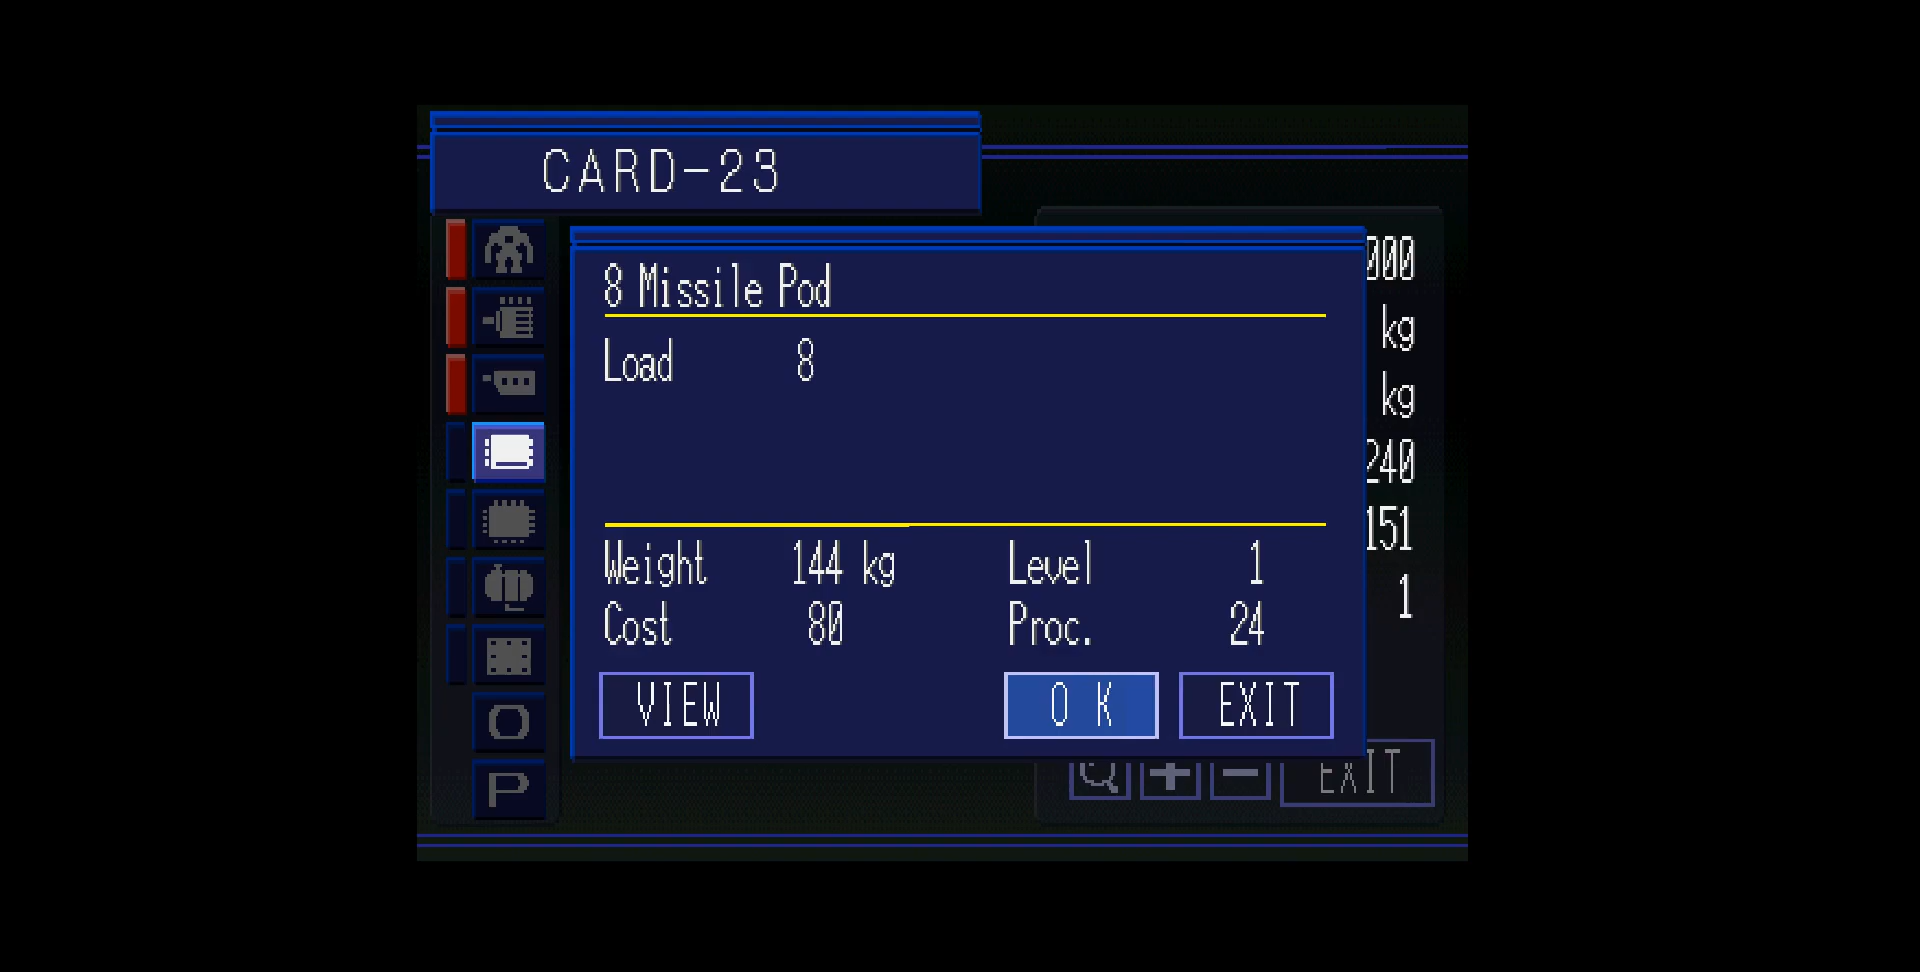 CARD-23
000
8 Missile Pod
kg
Load 8
kg
240
151
Weight 144 kg Level 1
1
Cost 80 Proc. 24
VIEW O K EXIT
EXIT
O
P